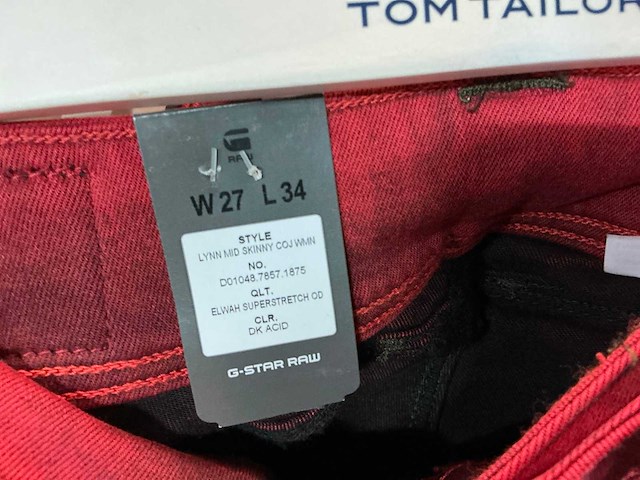 TOM TAILOR
G
RAW
W 27 L 34
STYLE
LYNN MID SKINNY COJ WMN
NO.
D01048.7857.1875
QLT.
ELWAH SUPERSTRETCH OD
CLR.
DK ACID
G-STAR RAW